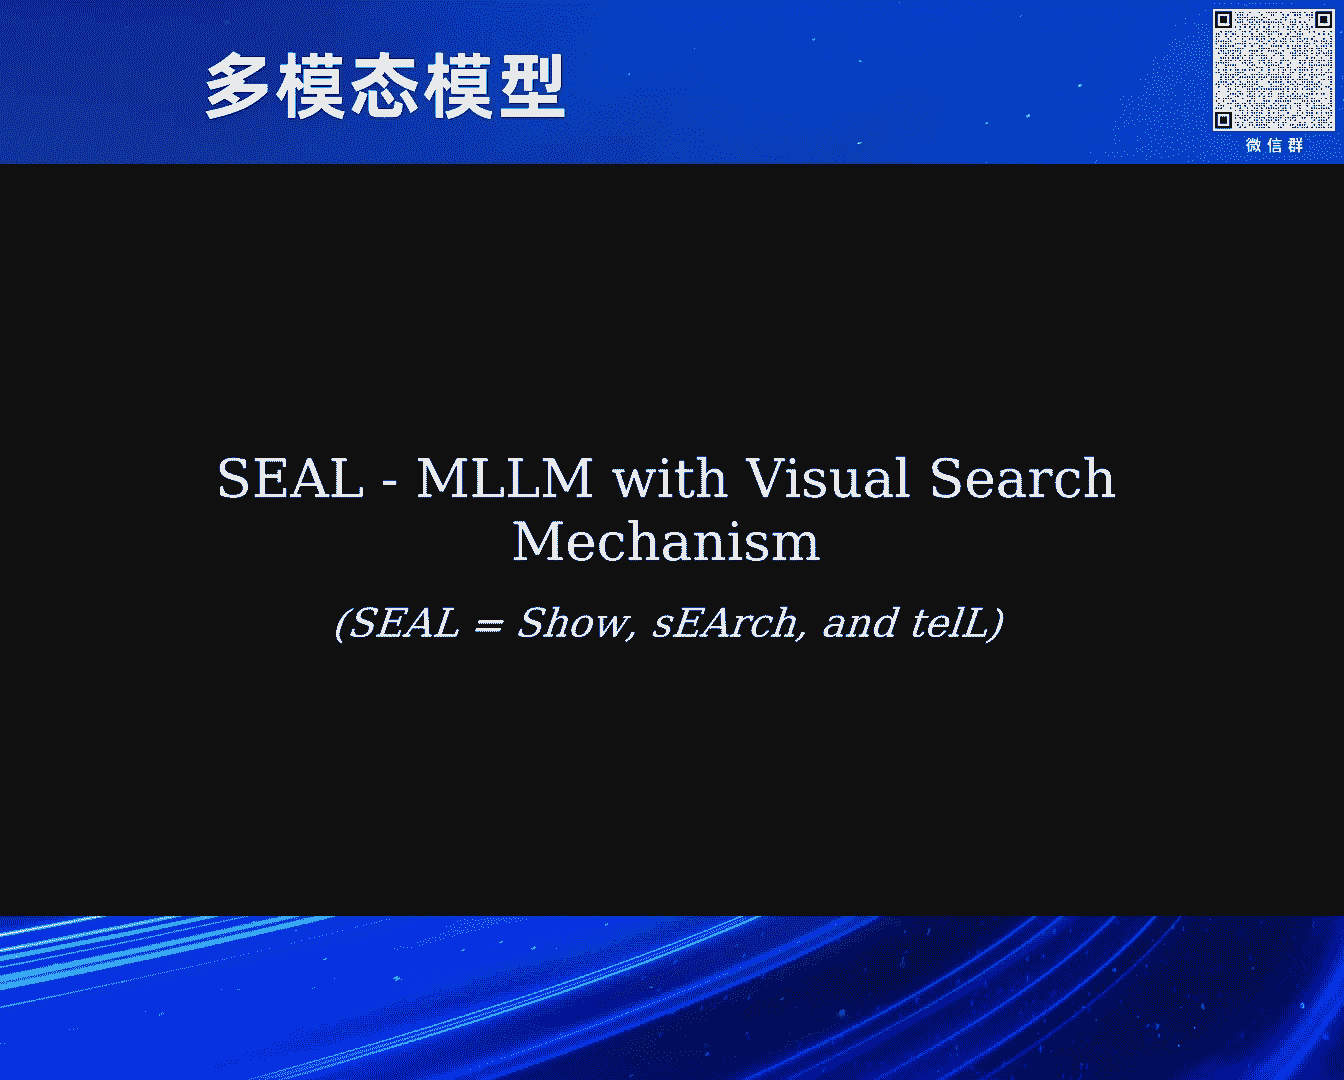 多模态模型
微信群
SEAL - MLLM with Visual Search
Mechanism
(SEAL = Show, sEArch, and telL)